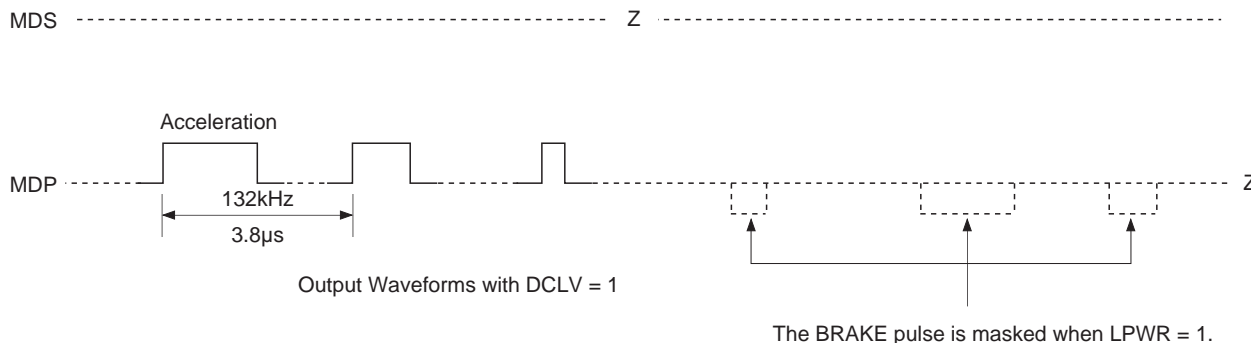 MDS Z
Acceleration
MDP Z
132kHz
3.8µs
Output Waveforms with DCLV = 1
The BRAKE pulse is masked when LPWR = 1.